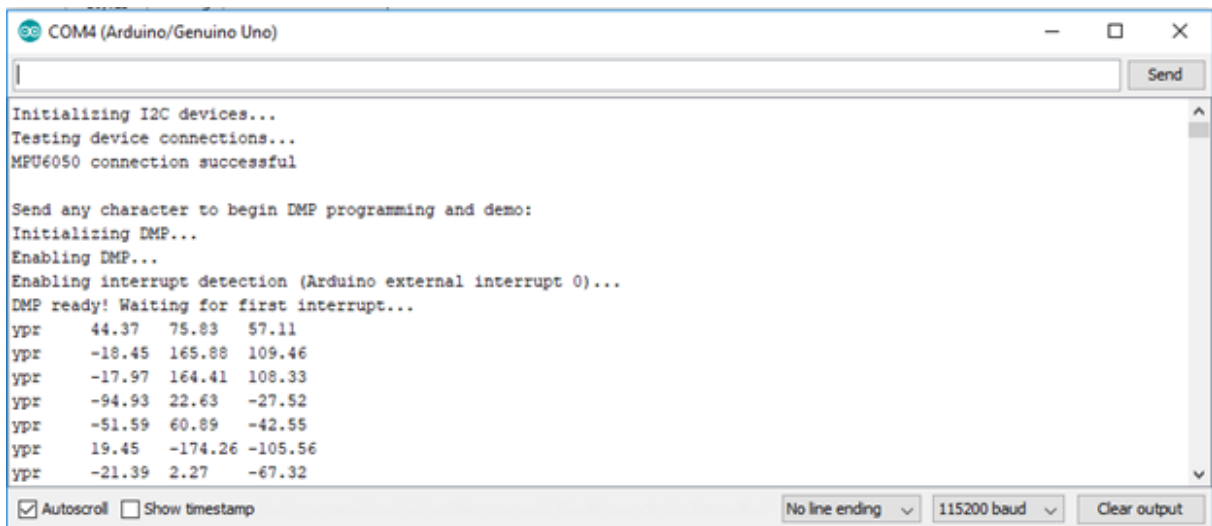 COM4 (Arduino/Genuino Uno)
Send
Initializing I2C devices...
Testing device connections...
MPU6050 connection successful
Send any character to begin DMP programming and demo:
Initializing DMP...
Enabling DMP...
Enabling interrupt detection (Arduino external interrupt 0)...
DMP ready! Waiting for first interrupt...
ypr 44.37 75.83 57.11
ypr -18.45 165.88 109.46
ypr -17.97 164.41 108.33
ypr -94.93 22.63 -27.52
ypr -51.59 60.89 -42.55
ypr 19.45 -174.26 -105.56
ypr -21.39 2.27 -67.32
Autoscroll Show timestamp No line ending 115200 baud Clear output